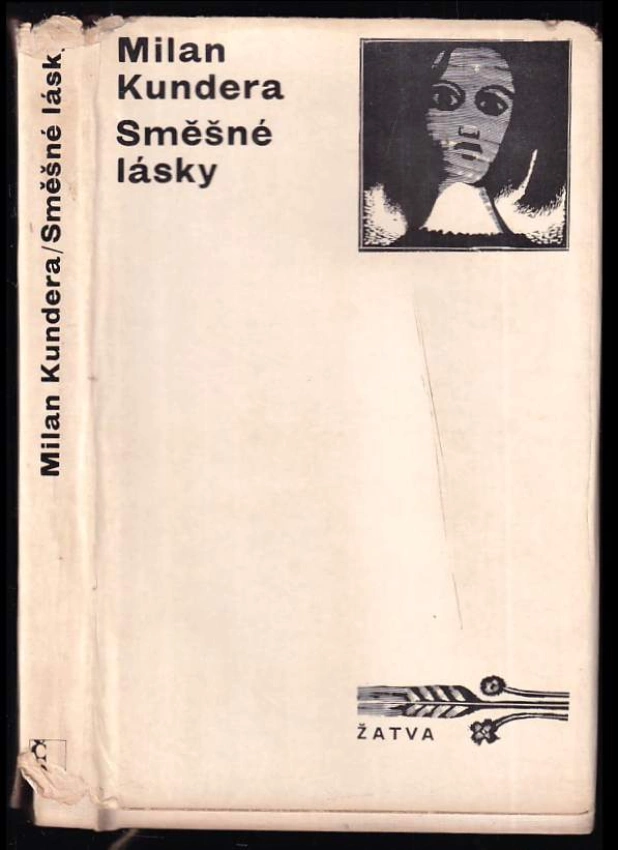 Milan
Kundera
Směšné
lásky
ŽATVA
Milan Kundera/Směšné lásk